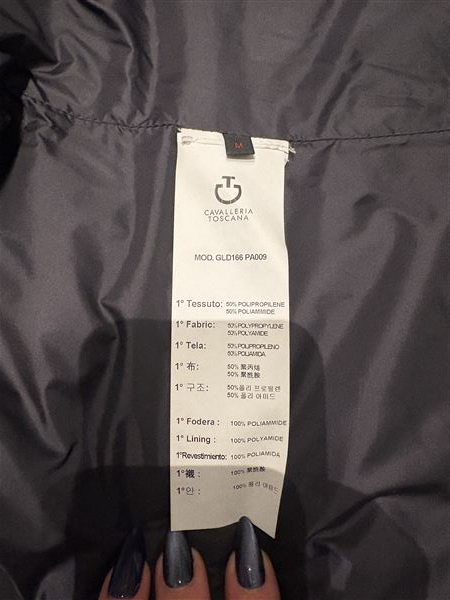 M
CAVALLERIA
TOSCANA
MOD. GLD166 PA009
1° Tessuto: 50% POLIPROPILENE
50% POLIAMMIDE
1° Fabric: 50% POLYPROPYLENE
50% POLYAMIDE
1° Tela: 50% POLIPROPILENO
50% POLIAMIDA
1° 布: 50% 聚丙烯
50% 聚酰胺
1° 구조: 50% 폴리 프로필렌
50% 폴리 아미드
1° Fodera : 100% POLIAMMIDE
1° Lining : 100% POLYAMIDE
1°Revestimiento: 100% POLIAMIDA
1°襯 : 100% 聚酰胺
1°안 : 100% 폴리 아미드